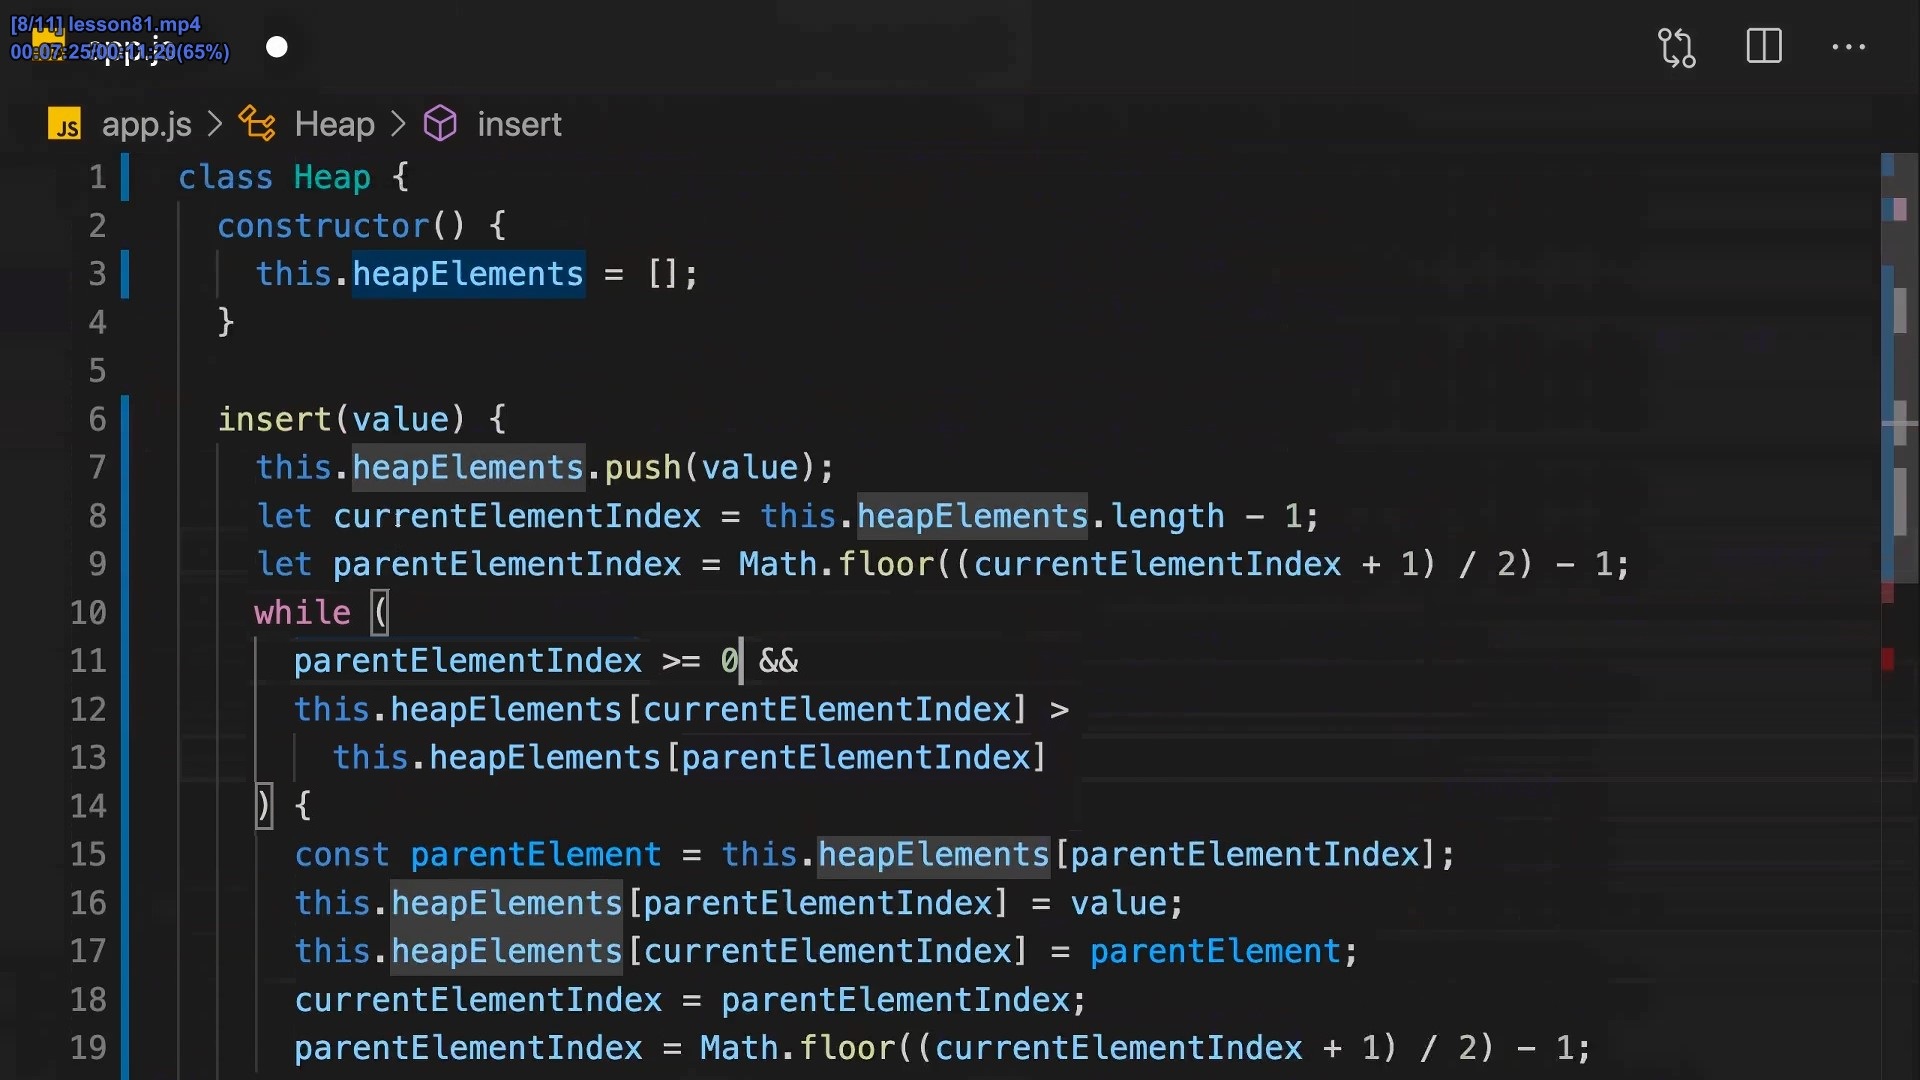 [8/11] lesson81.mp4
00:07:25/00:11:20(65%)
app.js
JS app.js > Heap > insert
1 class Heap {
2 constructor() {
3 this.heapElements = [];
4 }
5
6 insert(value) {
7 this.heapElements.push(value);
8 let currentElementIndex = this.heapElements.length - 1;
9 let parentElementIndex = Math.floor((currentElementIndex + 1) / 2) - 1;
10 while (
11 parentElementIndex >= 0 &&
12 this.heapElements[currentElementIndex] >
13 this.heapElements[parentElementIndex]
14 ) {
15 const parentElement = this.heapElements[parentElementIndex];
16 this.heapElements[parentElementIndex] = value;
17 this.heapElements[currentElementIndex] = parentElement;
18 currentElementIndex = parentElementIndex;
19 parentElementIndex = Math.floor((currentElementIndex + 1) / 2) - 1;